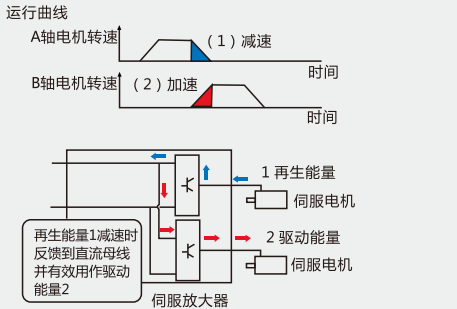 运行曲线
A轴电机转速
(1)减速
时间
B轴电机转速
(2)加速
时间
1 再生能量
伺服电机
2 驱动能量
伺服电机
再生能量1减速时
反馈到直流母线
并有效用作驱动
能量2
伺服放大器